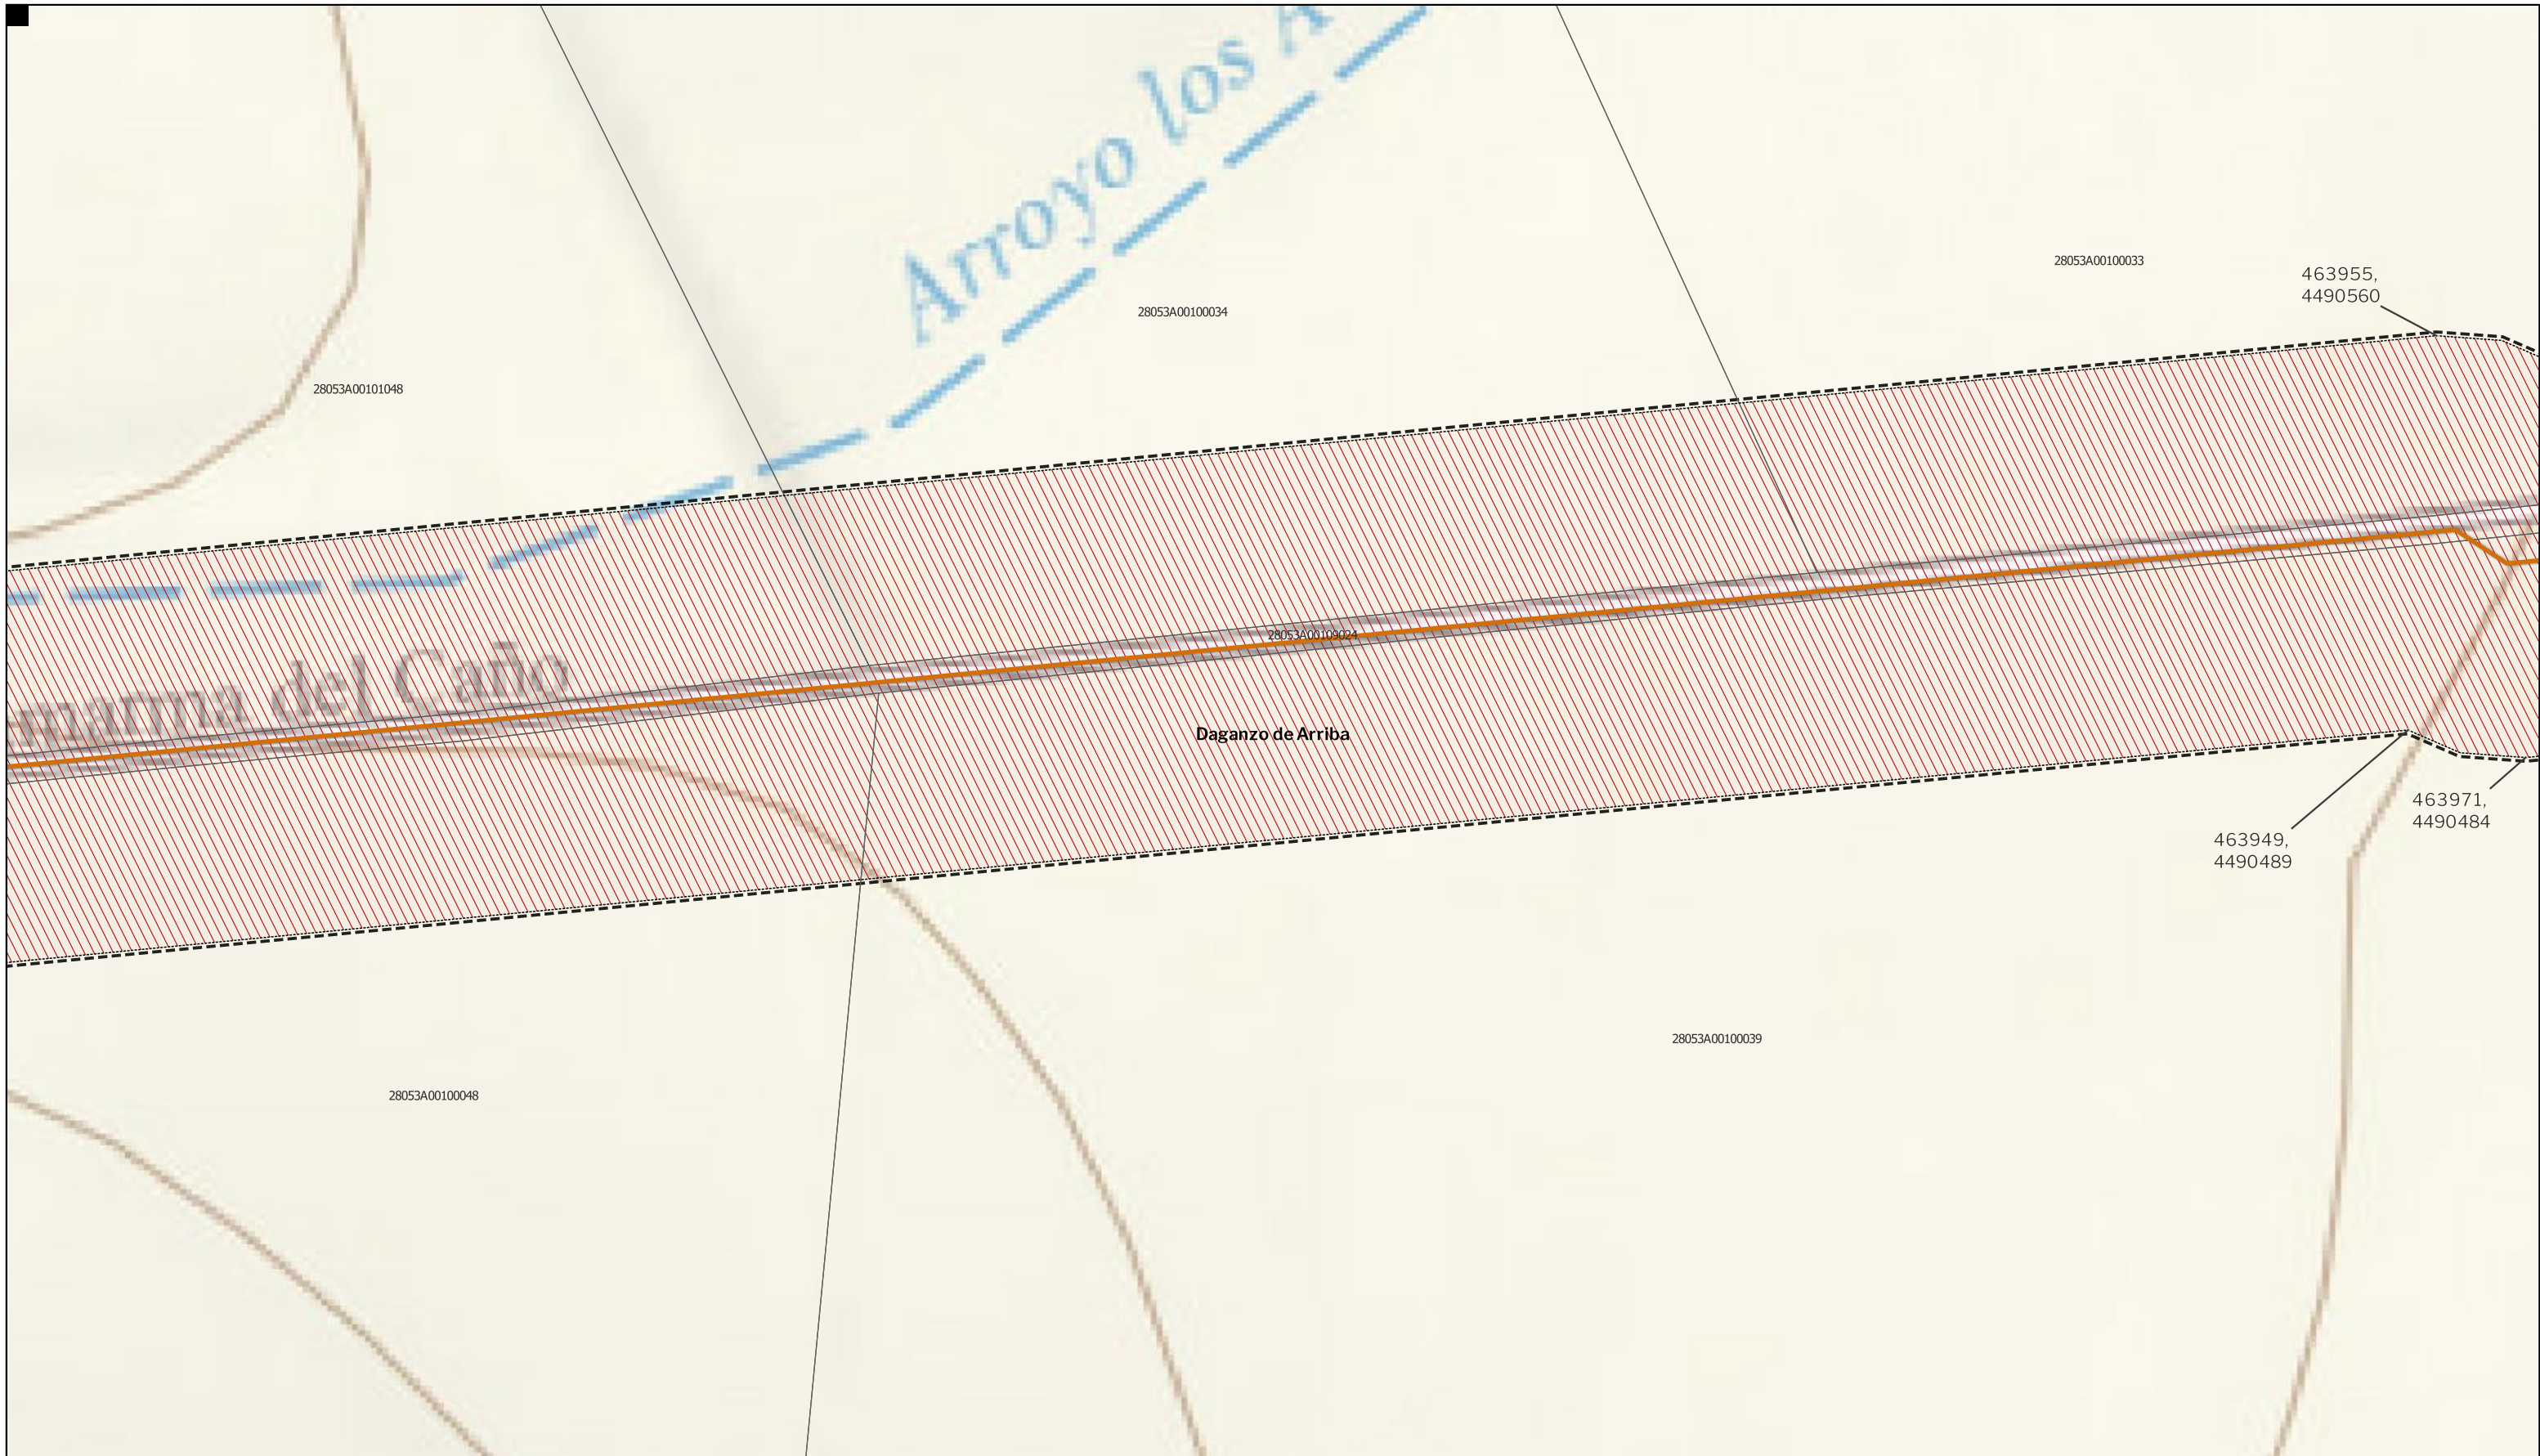 Arroyo los A
28053A00100033
463955,
4490560
28053A00100034
28053A00101048
28053A00109024
marma del Caño
Daganzo de Arriba
463971,
4490484
463949,
4490489
28053A00100039
28053A00100048